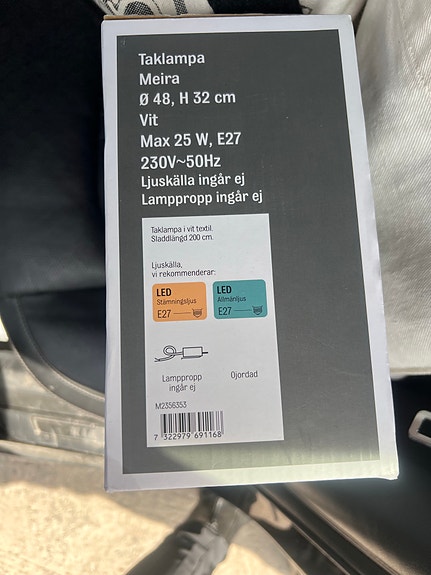 Taklampa
Meira
Ø 48, H 32 cm
Vit
Max 25 W, E27
230V~50Hz
Ljuskälla ingår ej
Lamppropp ingår ej
Taklampa i vit textil.
Sladdlängd 200 cm.
Ljuskälla,
vi rekommenderar:
LED
Stämningsljus
E27
LED
Allmänljus
E27
Lamppropp
ingår ej
Ojordad
M2356353
7 322979 691168